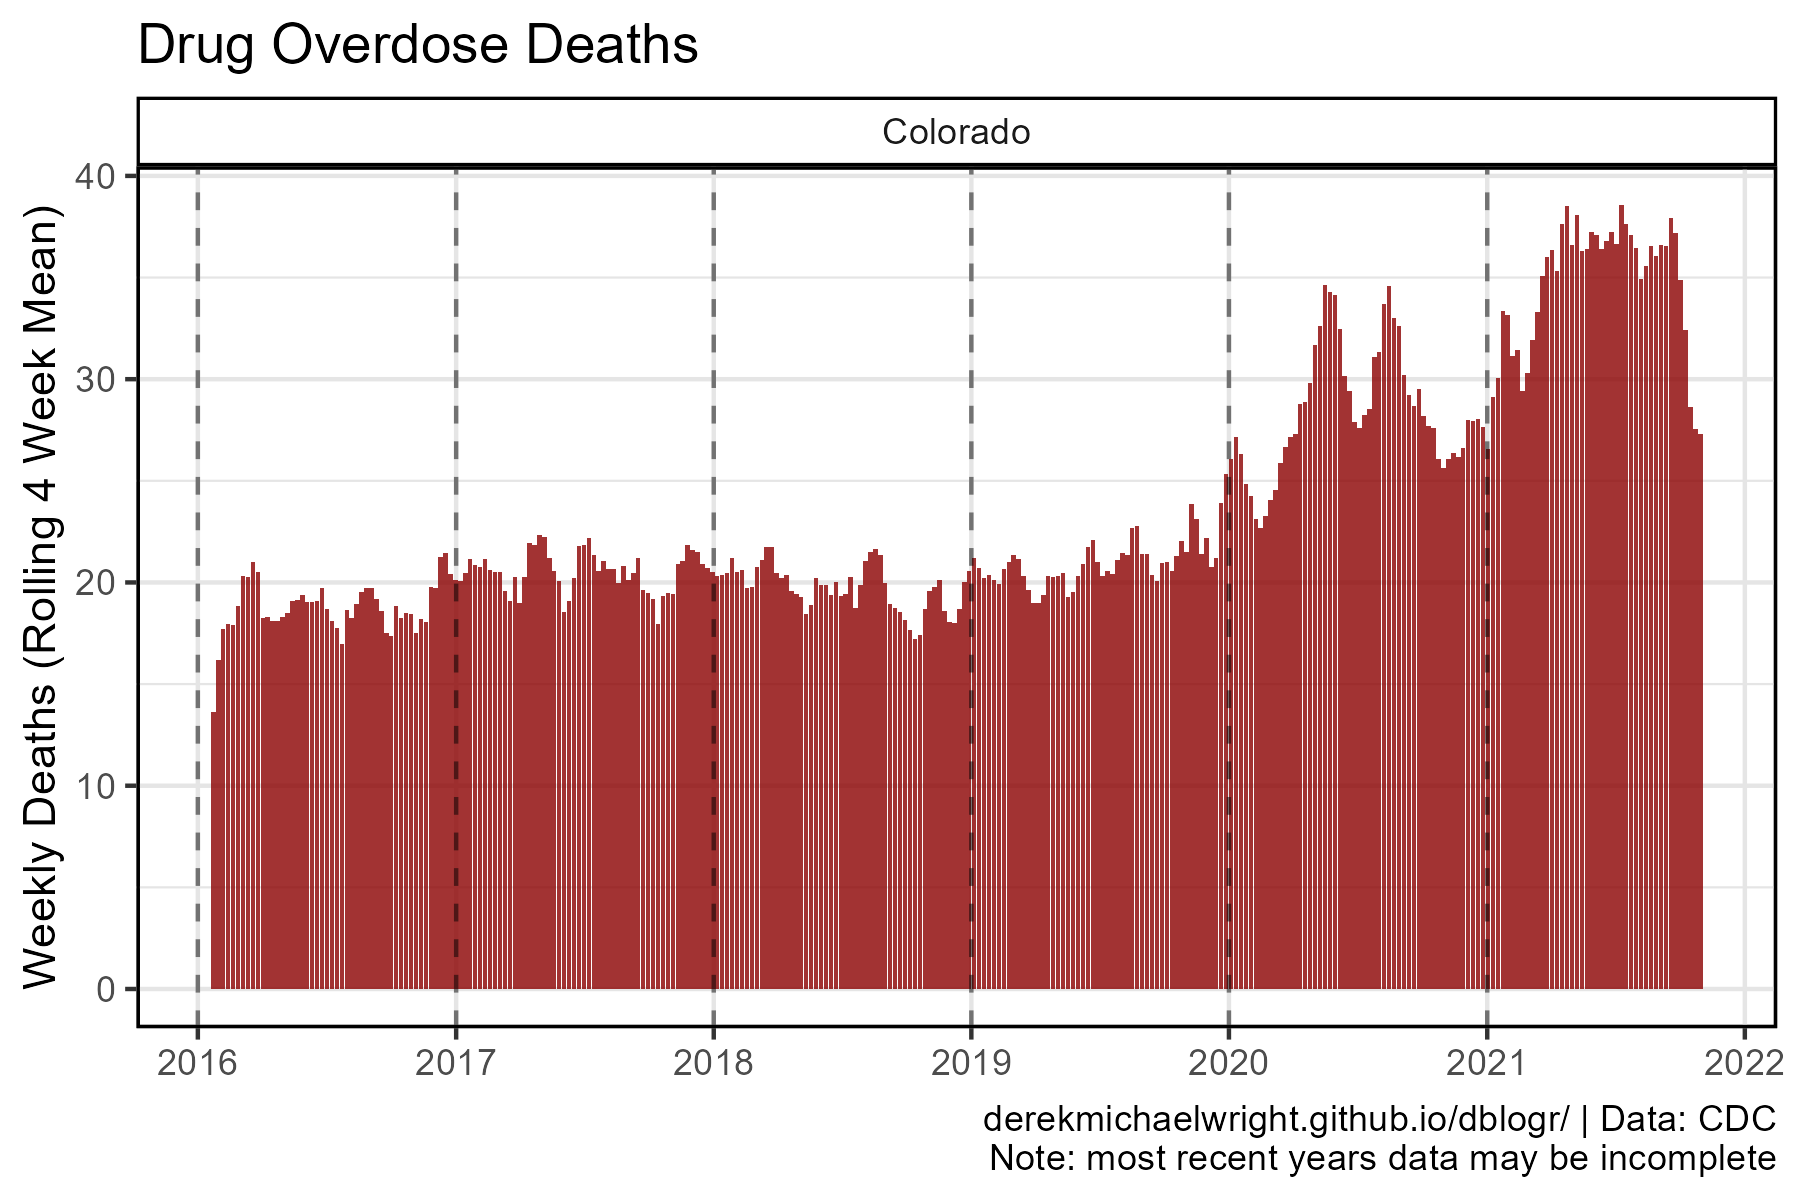 Drug Overdose Deaths
Colorado
Weekly Deaths (Rolling 4 Week Mean)
40
30
20
10
0
2016 2017 2018 2019 2020 2021 2022
derekmichaelwright.github.io/dblogr/ | Data: CDC
Note: most recent years data may be incomplete